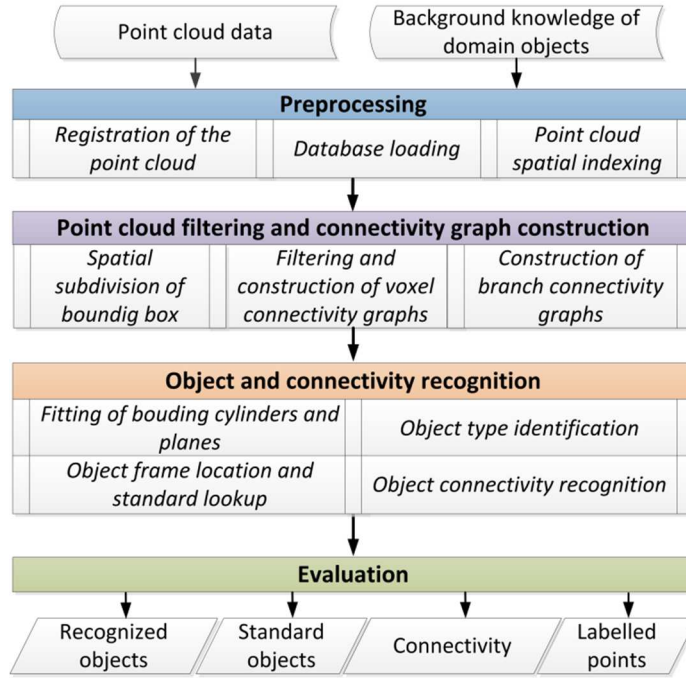 Point cloud data
Background knowledge of
domain objects
Preprocessing
Registration of the
point cloud
Database loading
Point cloud
spatial indexing
Point cloud filtering and connectivity graph construction
Spatial
subdivision of
boundig box
Filtering and
construction of voxel
connectivity graphs
Construction of
branch connectivity
graphs
Object and connectivity recognition
Fitting of bouding cylinders and
planes
Object type identification
Object frame location and
standard lookup
Object connectivity recognition
Evaluation
Recognized
objects
Standard
objects
Connectivity
Labelled
points